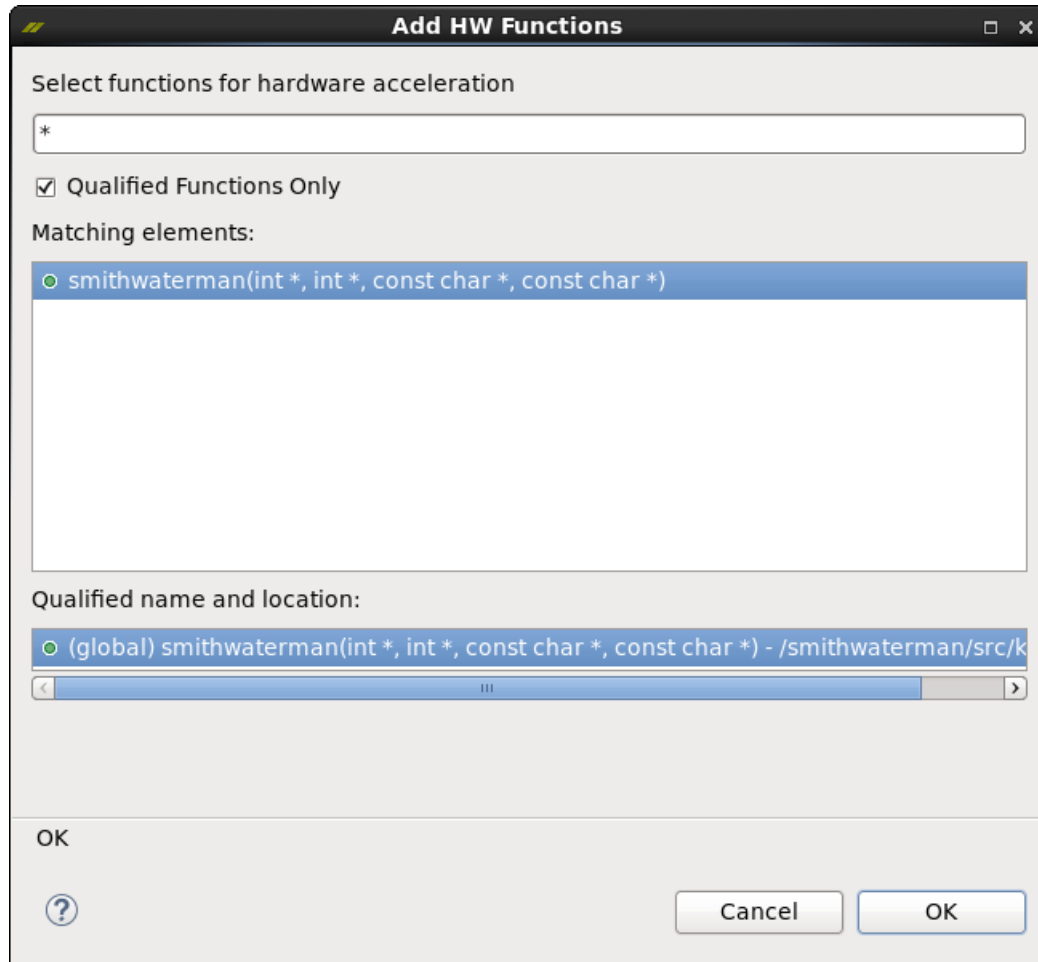 Add HW Functions
Select functions for hardware acceleration
*
Qualified Functions Only
Matching elements:
smithwaterman(int *, int *, const char *, const char *)
Qualified name and location:
(global) smithwaterman(int *, int *, const char *, const char *) - /smithwaterman/src/k
OK
Cancel
OK